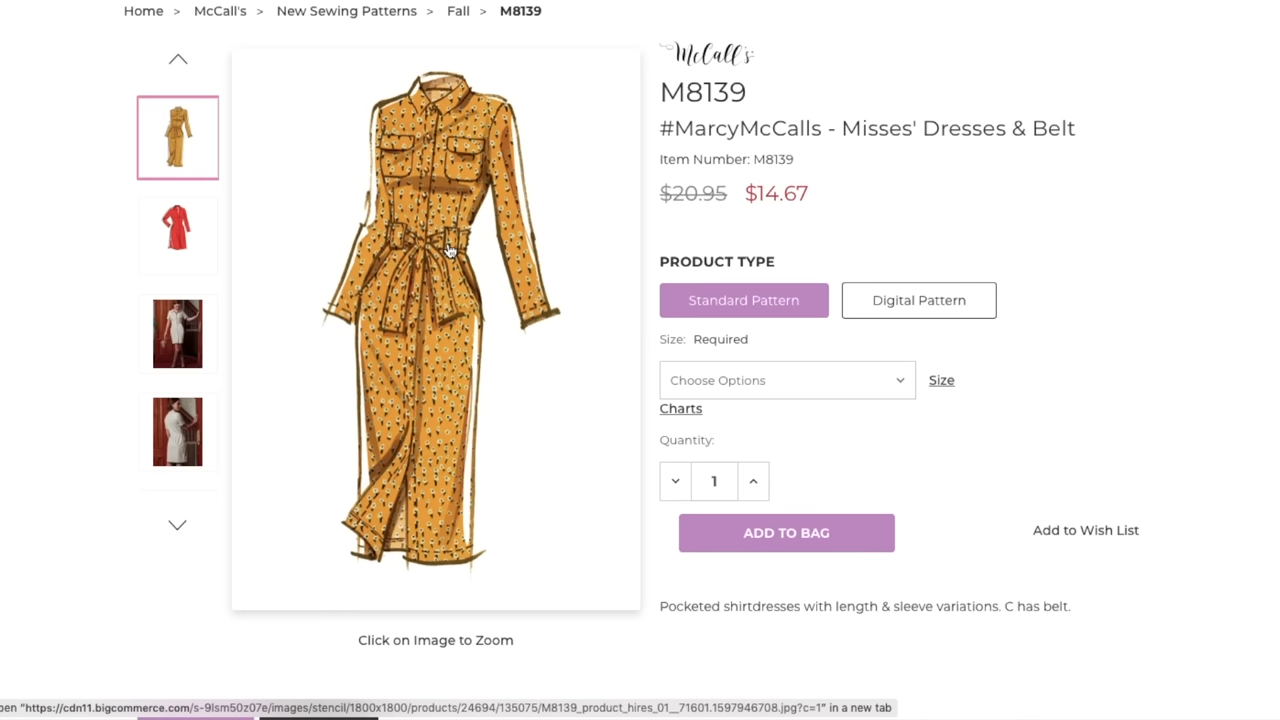 Home > McCall's > New Sewing Patterns > Fall > M8139
McCall's
M8139
#MarcyMcCalls - Misses' Dresses & Belt
Item Number: M8139
$20.95 $14.67
PRODUCT TYPE
Standard Pattern Digital Pattern
Size: Required
Choose Options Size
Charts
Quantity:
1
ADD TO BAG Add to Wish List
Pocketed shirtdresses with length & sleeve variations. C has belt.
Click on Image to Zoom
pen "https://cdn11.bigcommerce.com/s-9lsm50z07e/images/stencil/1800x1800/products/24694/135075/M8139_product_hires_01__71601.1597946708.jpg?c=1" in a new tab